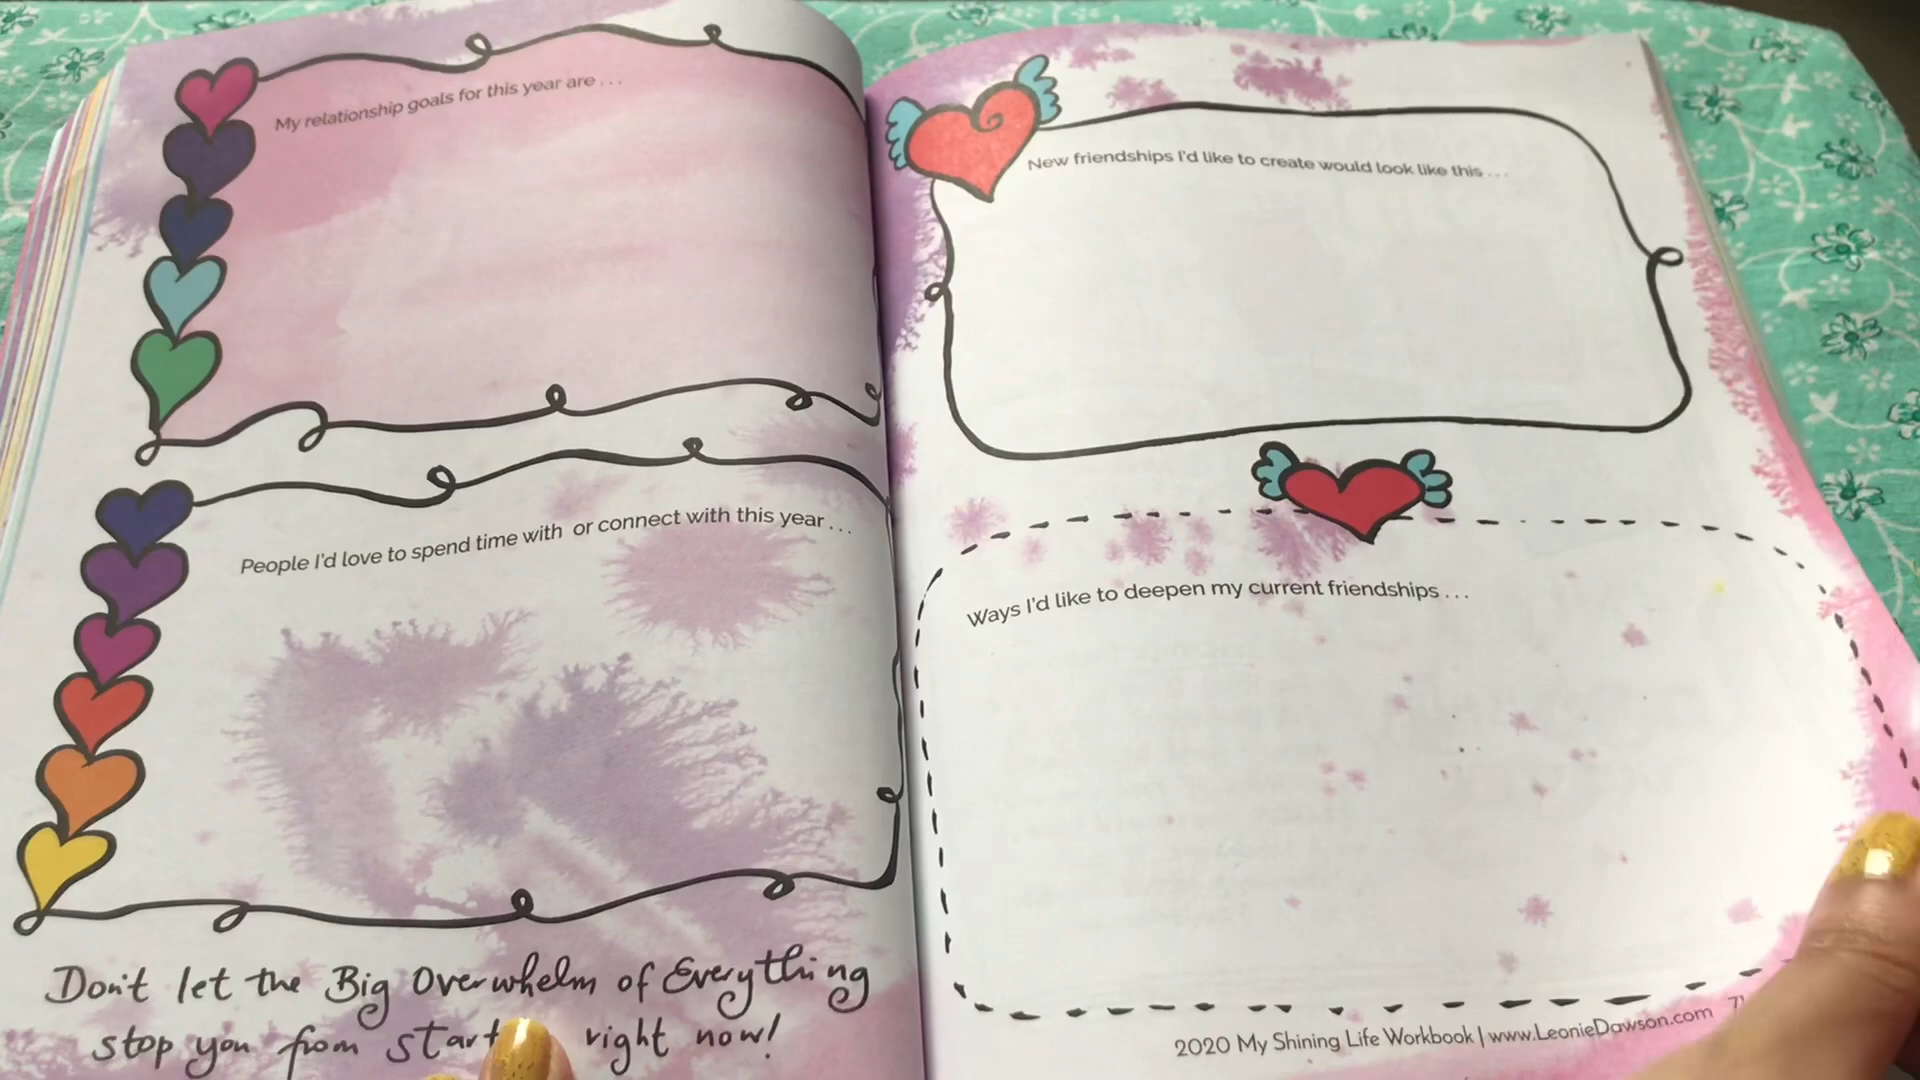 My relationship goals for this year are . . .
People I'd love to spend time with or connect with this year . . .
Don't let the Big Overwhelm of Everything
stop you from start right now!
New friendships I'd like to create would look like this . . .
Ways I'd like to deepen my current friendships . . .
2020 My Shining Life Workbook | www.LeonieDawson.com